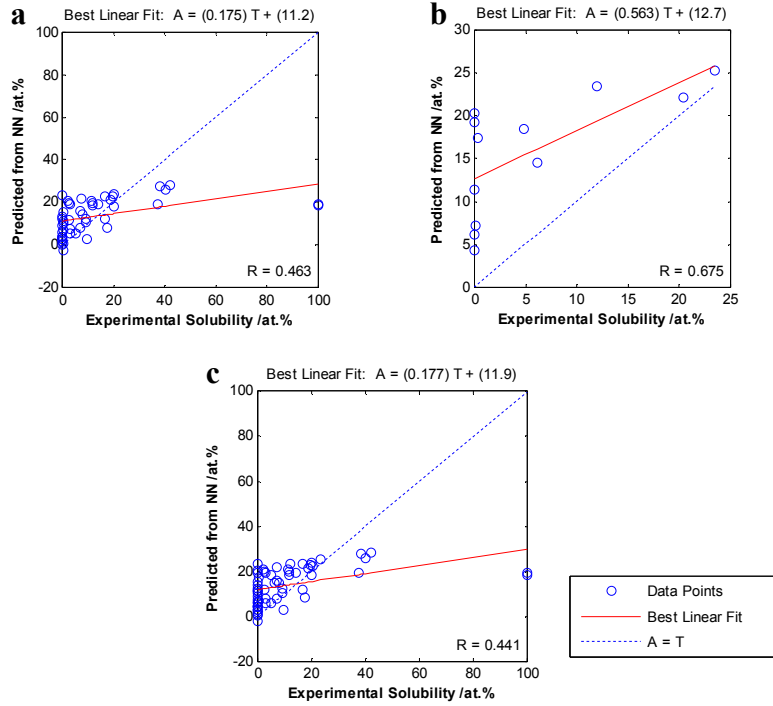 a
Best Linear Fit: A = (0.175) T + (11.2)
100
80
60
40
20
0
-20
0 20 40 60 80 100
Predicted from NN /at.%
Experimental Solubility /at.%
R = 0.463
b
Best Linear Fit: A = (0.563) T + (12.7)
30
25
20
15
10
5
0
0 5 10 15 20 25
Predicted from NN /at.%
Experimental Solubility /at.%
R = 0.675
c
Best Linear Fit: A = (0.177) T + (11.9)
100
80
60
40
20
0
-20
0 20 40 60 80 100
Predicted from NN /at.%
Experimental Solubility /at.%
R = 0.441
Data Points
Best Linear Fit
A = T